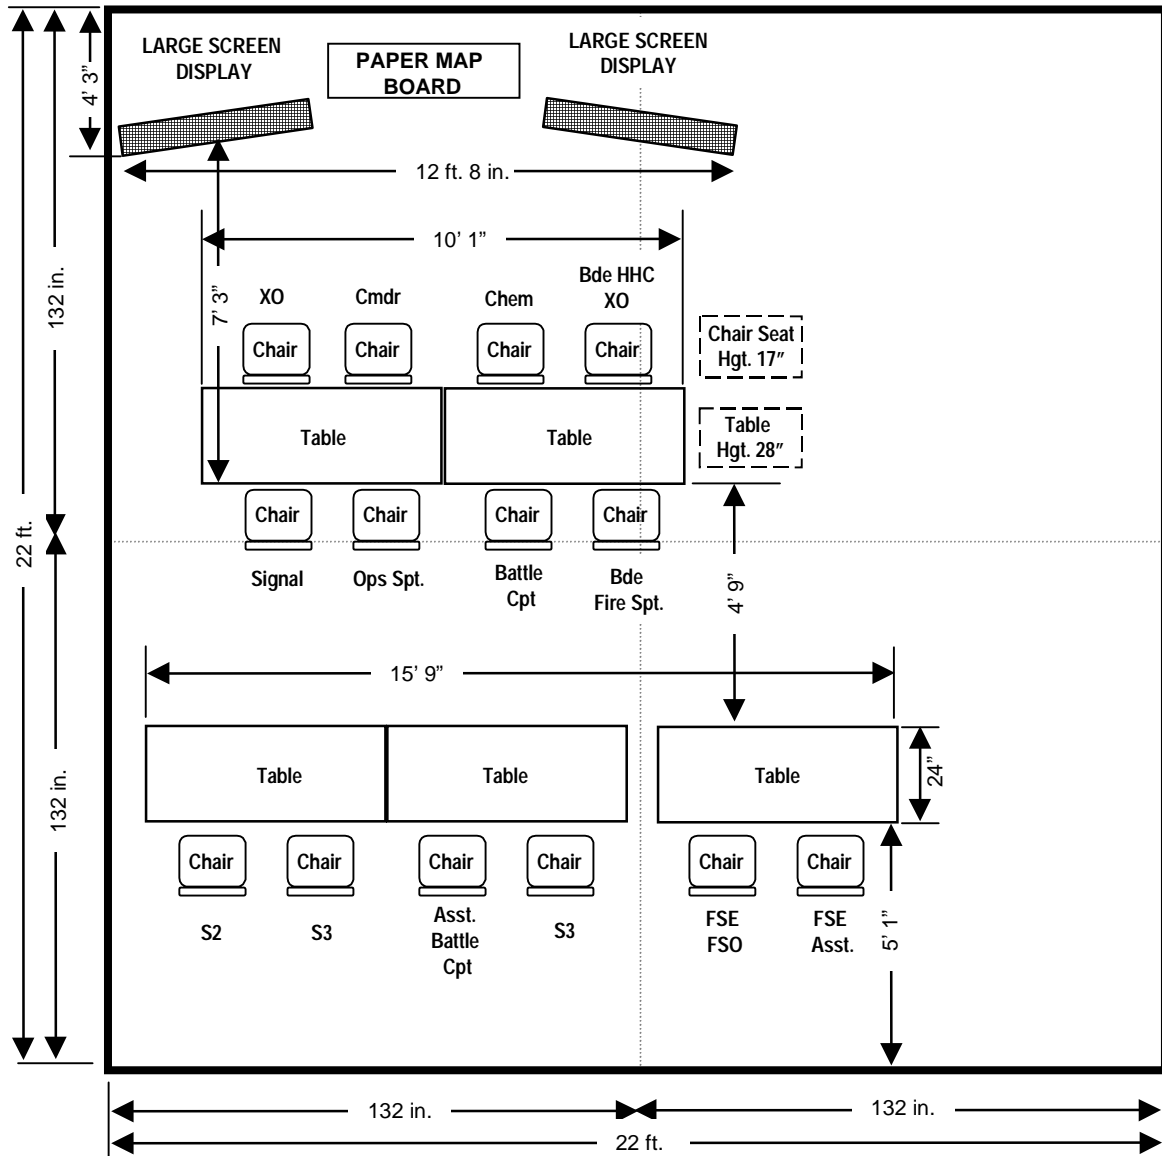 LARGE SCREEN
DISPLAY
PAPER MAP
BOARD
LARGE SCREEN
DISPLAY
4’ 3”
12 ft. 8 in.
10’ 1”
132 in.
7’ 3”
22 ft.
XO
Cmdr
Chem
Bde HHC
XO
Chair
Chair
Chair
Chair
Chair Seat
Hgt. 17”
Table
Table
Table
Hgt. 28”
Chair
Chair
Chair
Chair
Signal
Ops Spt.
Battle
Cpt
Bde
Fire Spt.
4’ 9”
15’ 9”
132 in.
Table
Table
Table
24”
Chair
Chair
Chair
Chair
Chair
Chair
S2
S3
Asst.
Battle
Cpt
S3
FSE
FSO
FSE
Asst.
5’ 1”
132 in.
132 in.
22 ft.